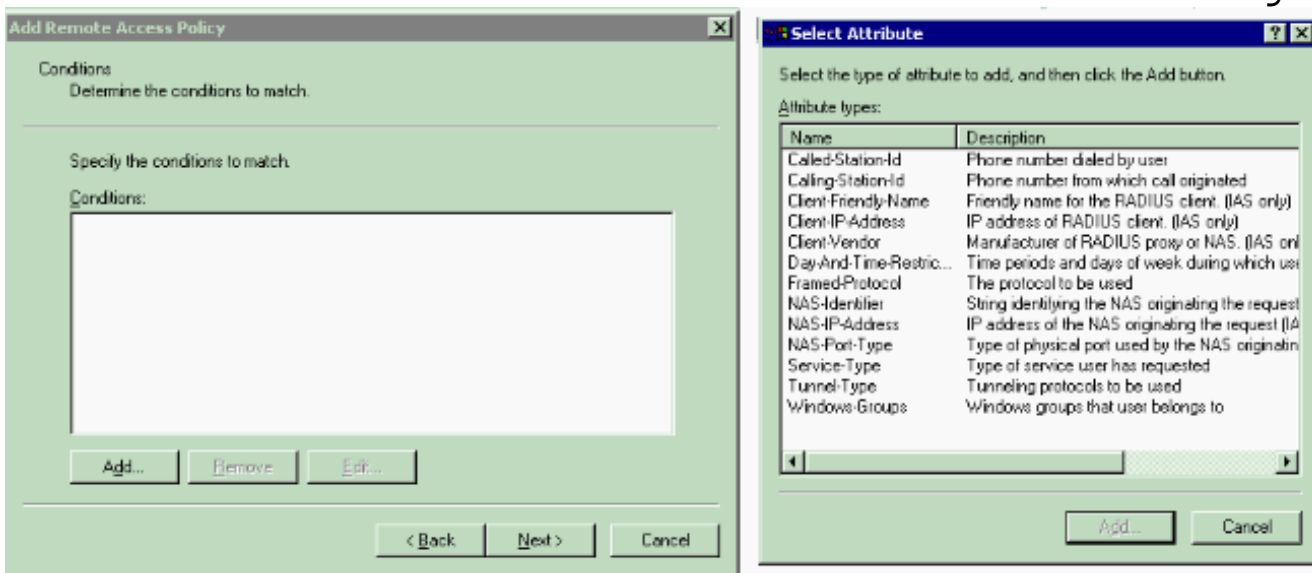 Add Remote Access Policy
Conditions
Determine the conditions to match.
Specify the conditions to match.
Conditions:
Add...
Remove
Edit...
< Back
Next >
Cancel
Select Attribute
Select the type of attribute to add, and then click the Add button.
Attribute types:
Name Description
Called-Station-Id Phone number dialed by user
Calling-Station-Id Phone number from which call originated
Client-Friendly-Name Friendly name for the RADIUS client. (IAS only)
Client-IP-Address IP address of RADIUS client. (IAS only)
Client-Vendor Manufacturer of RADIUS proxy or NAS. (IAS onl
Day-And-Time-Restric... Time periods and days of week during which use
Framed-Protocol The protocol to be used
NAS-Identifier String identifying the NAS originating the request
NAS-IP-Address IP address of the NAS originating the request (IA
NAS-Port-Type Type of physical port used by the NAS originatin
Service-Type Type of service user has requested
Tunnel-Type Tunneling protocols to be used
Windows-Groups Windows groups that user belongs to
Add...
Cancel